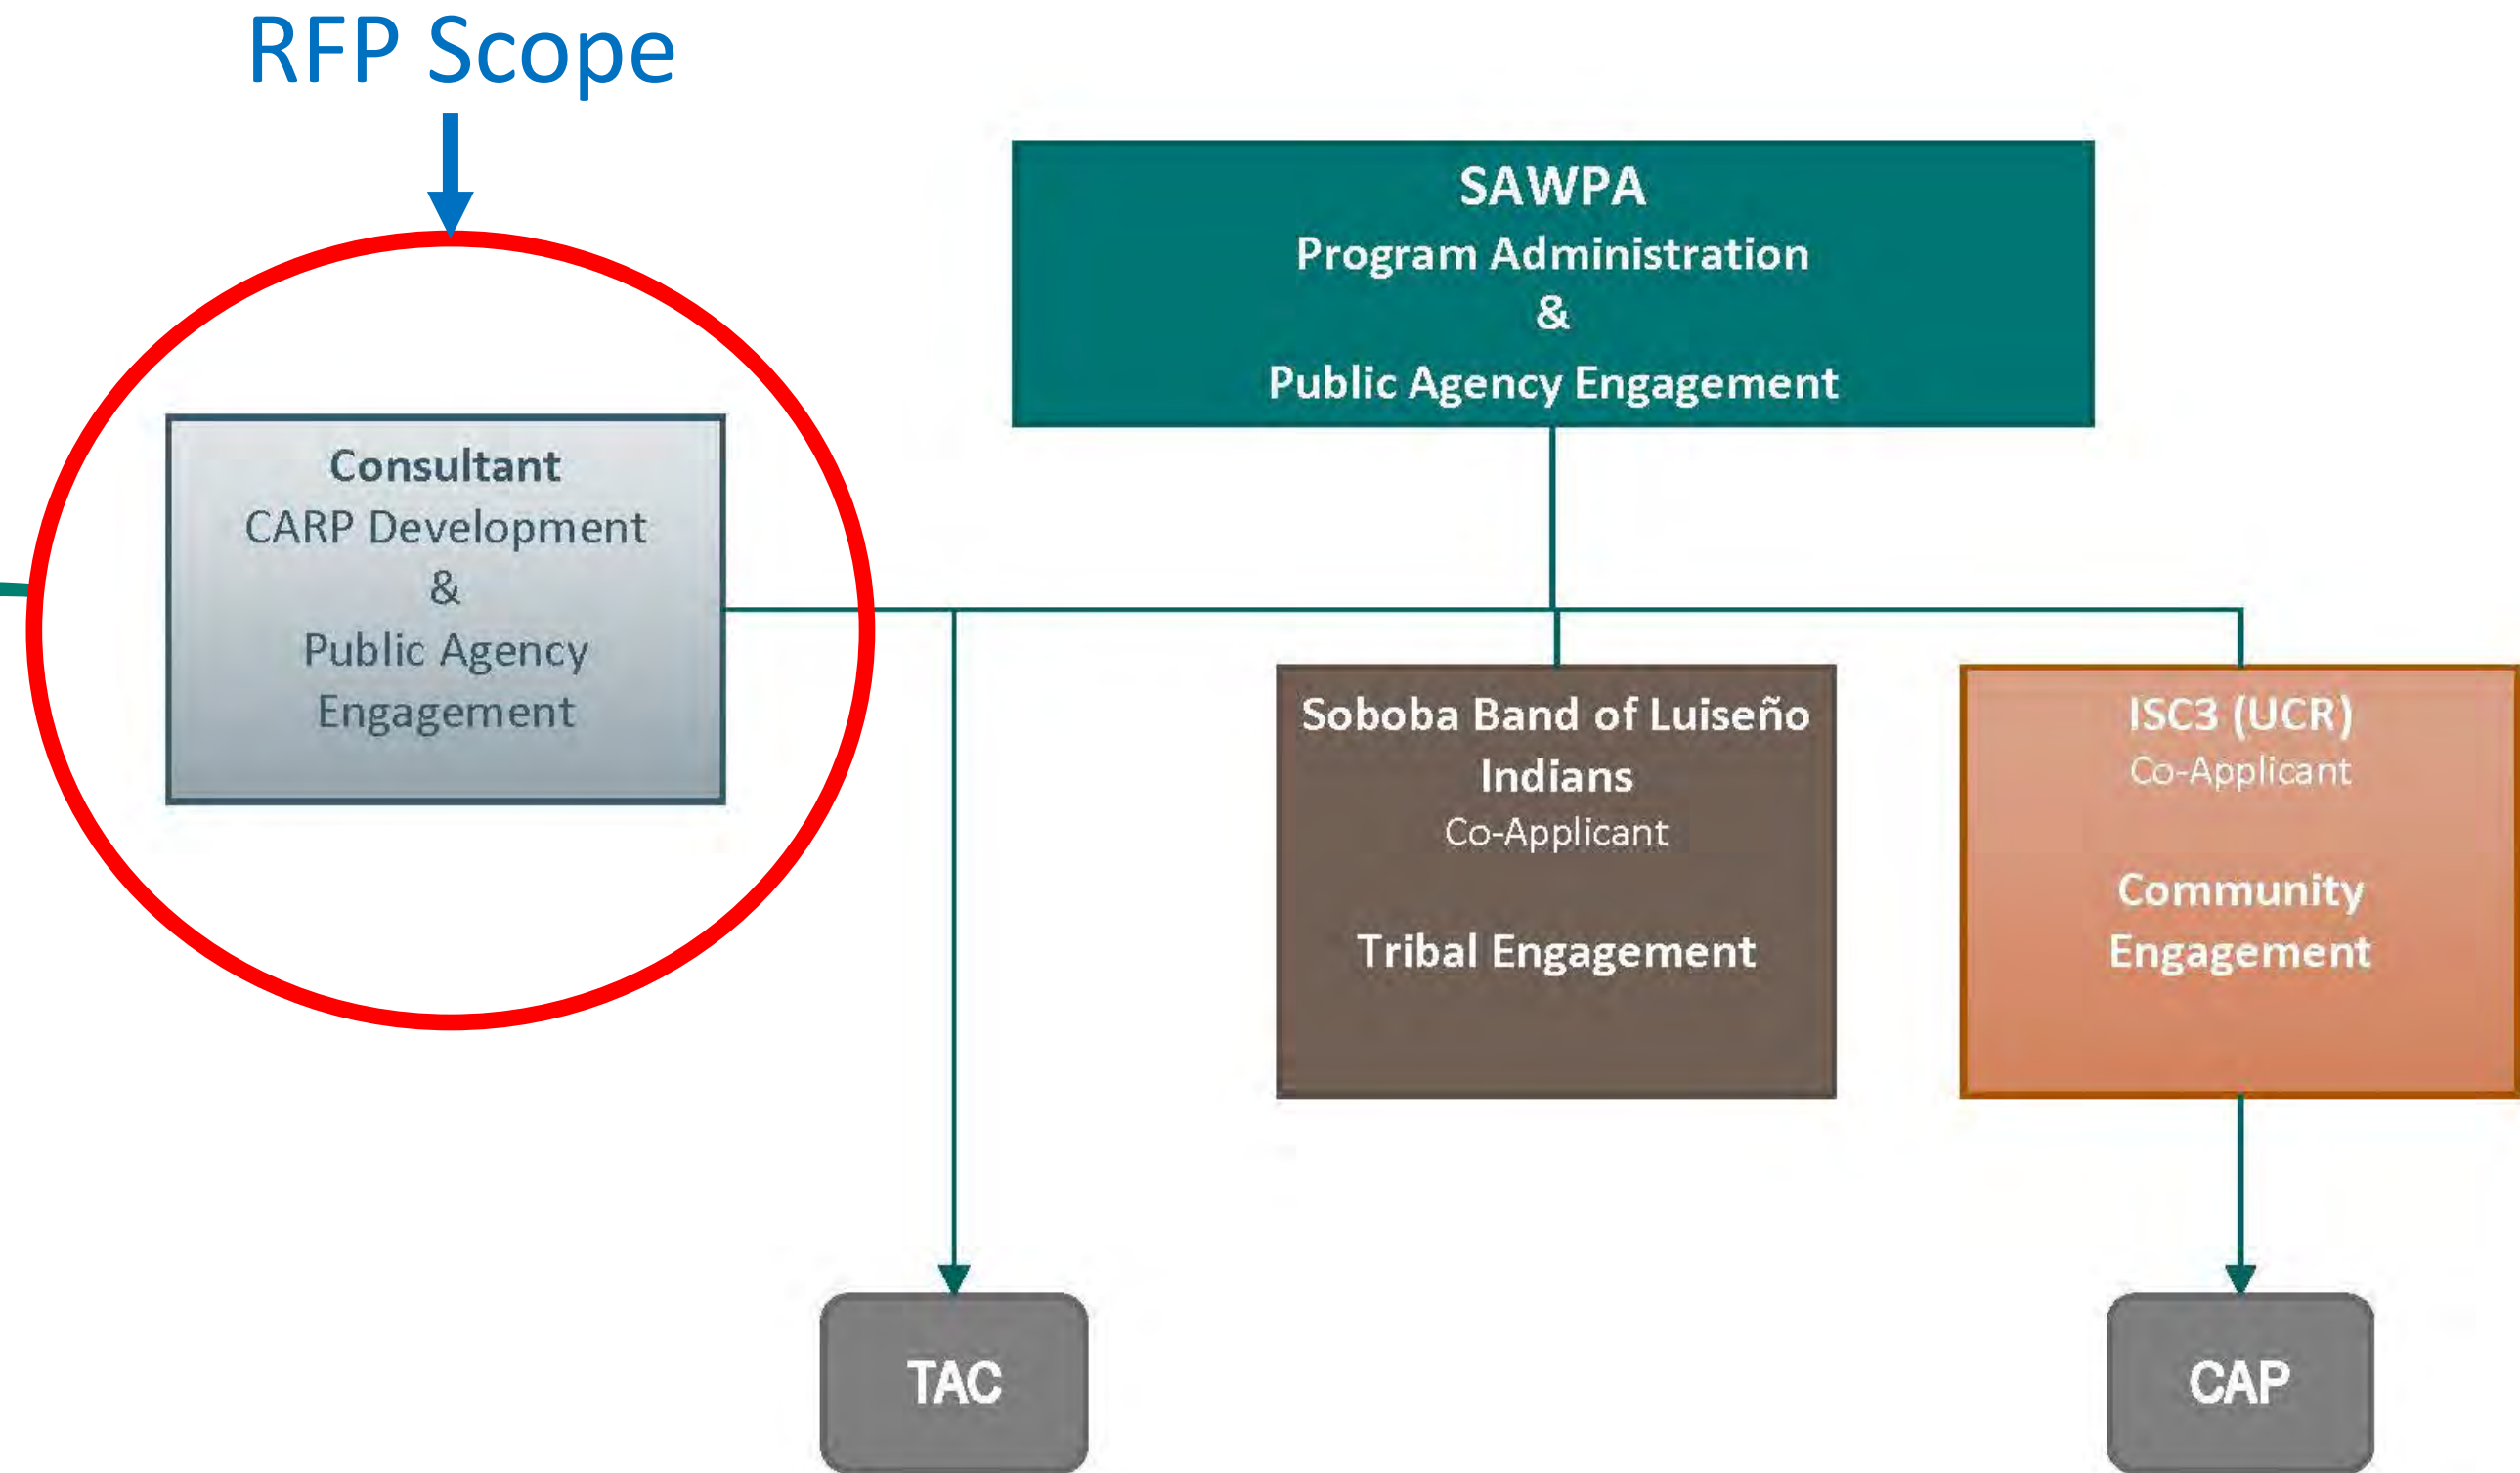 RFP Scope
SAWPA
Program Administration
&
Public Agency Engagement
Consultant
CARP Development
&
Public Agency
Engagement
Soboba Band of Luiseño
Indians
Co-Applicant
Tribal Engagement
ISC3 (UCR)
Co-Applicant
Community
Engagement
TAC
CAP